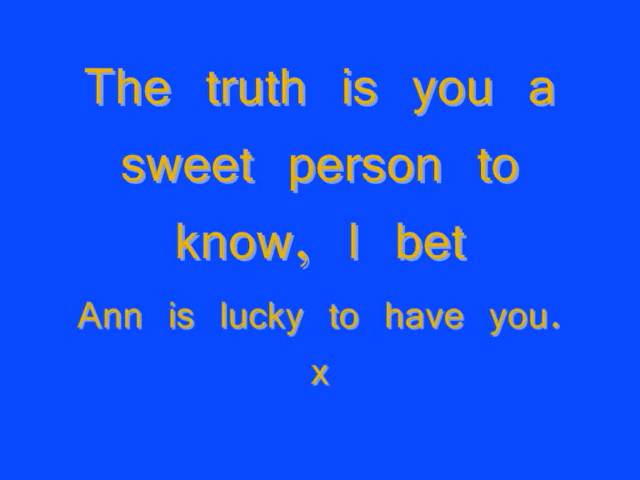 The truth is you a
sweet person to
know, I bet
Ann is lucky to have you.
x